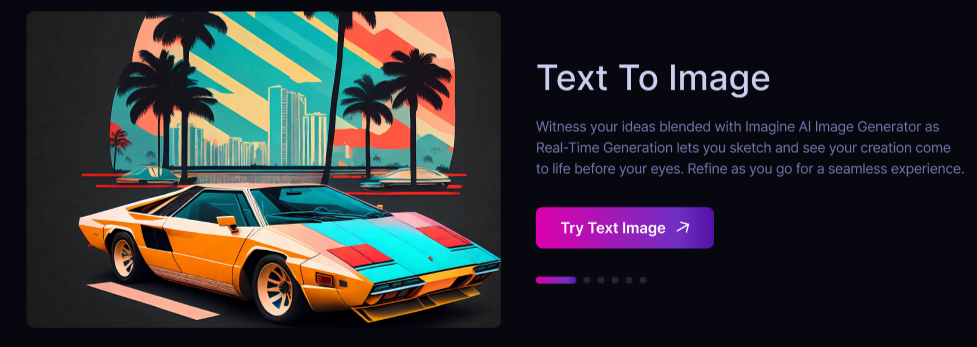 Text To Image
Witness your ideas blended with Imagine AI Image Generator as
Real-Time Generation lets you sketch and see your creation come
to life before your eyes. Refine as you go for a seamless experience.
Try Text Image